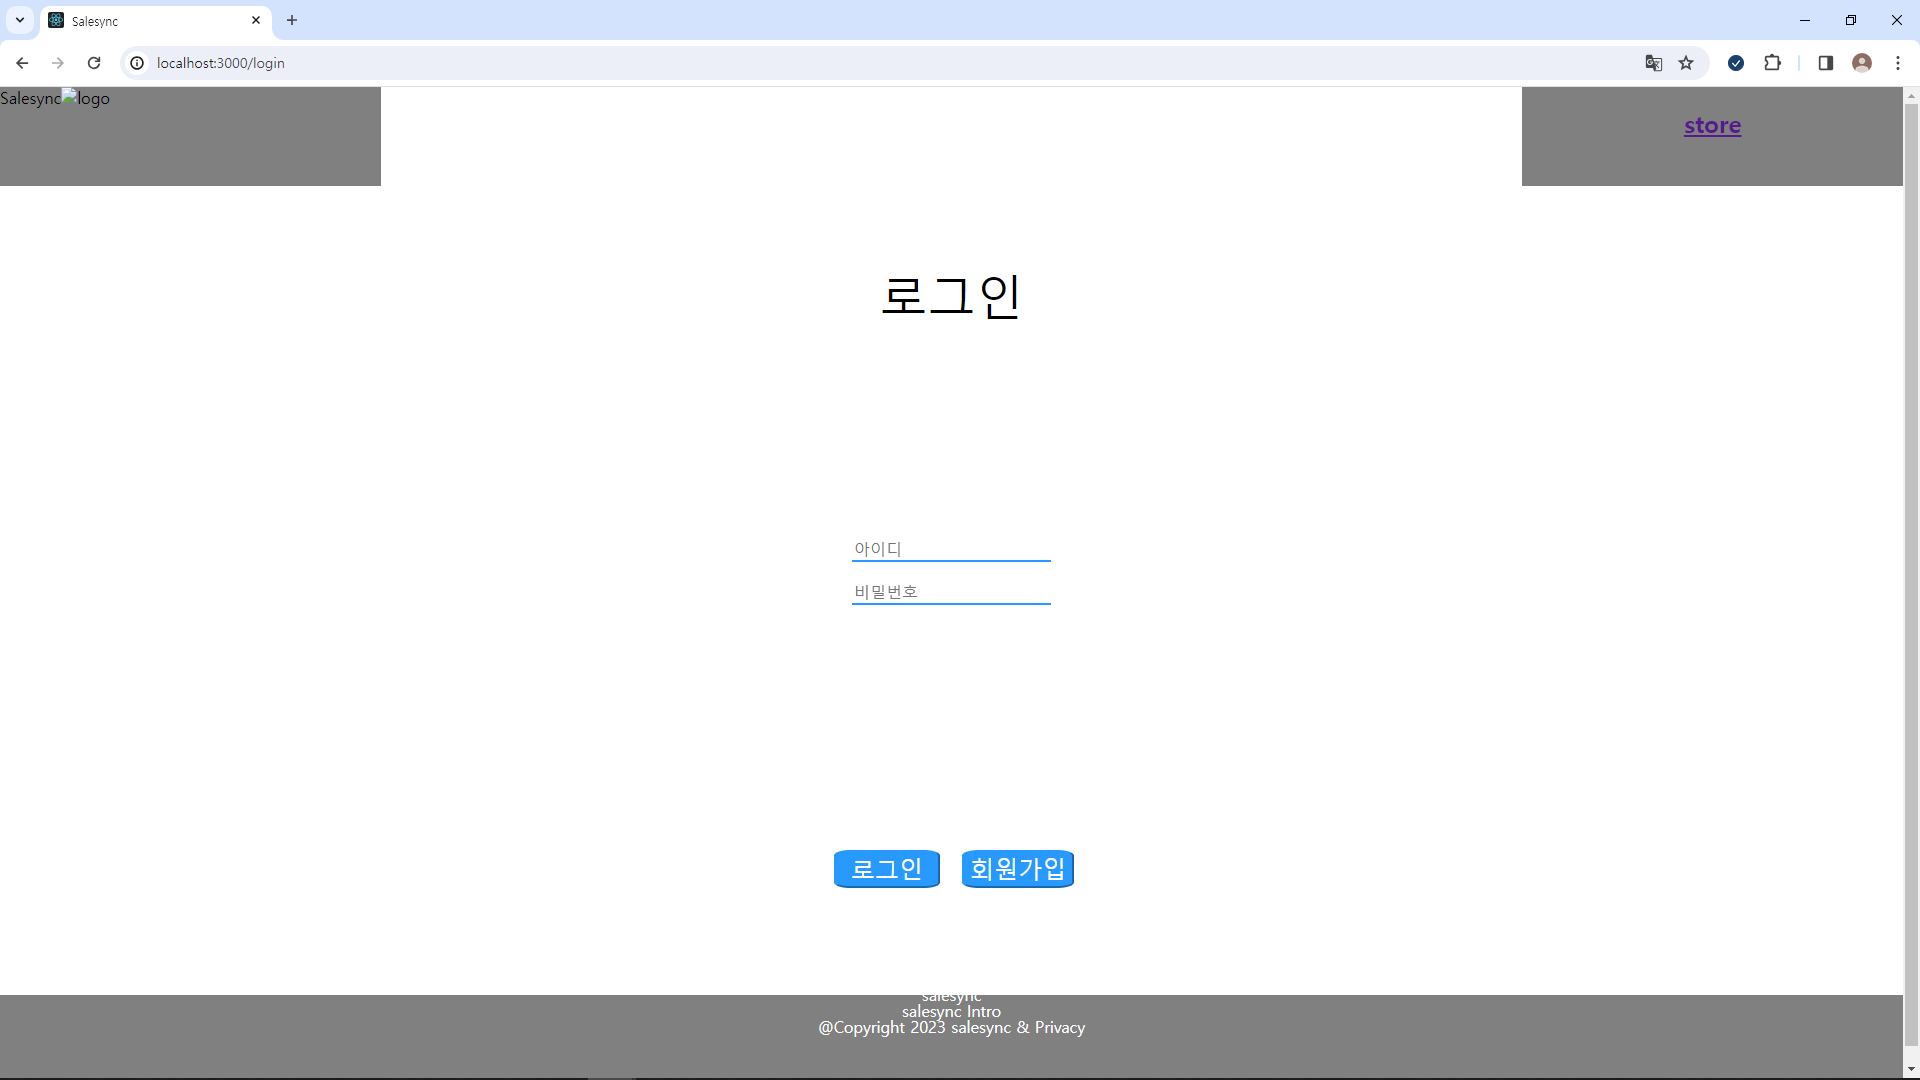 Salesync
localhost:3000/login
Salesync logo
store
로그인
아이디
비밀번호
로그인 회원가입
salesync
salesync Intro
@Copyright 2023 salesync & Privacy